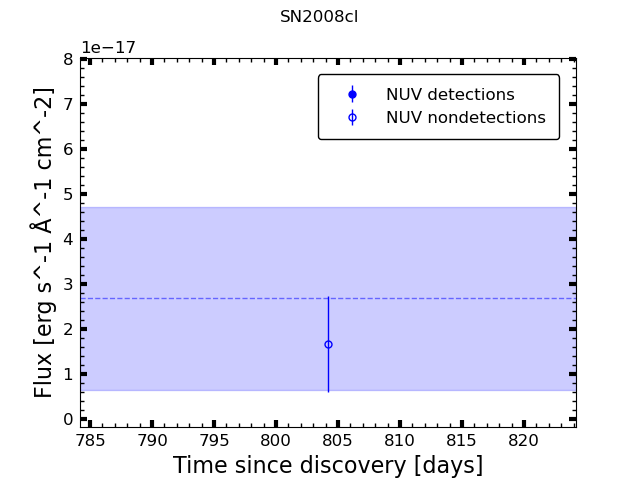 SN2008cl
1e−17
8
7
6
5
4
3
2
1
0
Flux [erg s^-1 Å^-1 cm^-2]
NUV detections
NUV nondetections
785 790 795 800 805 810 815 820
Time since discovery [days]